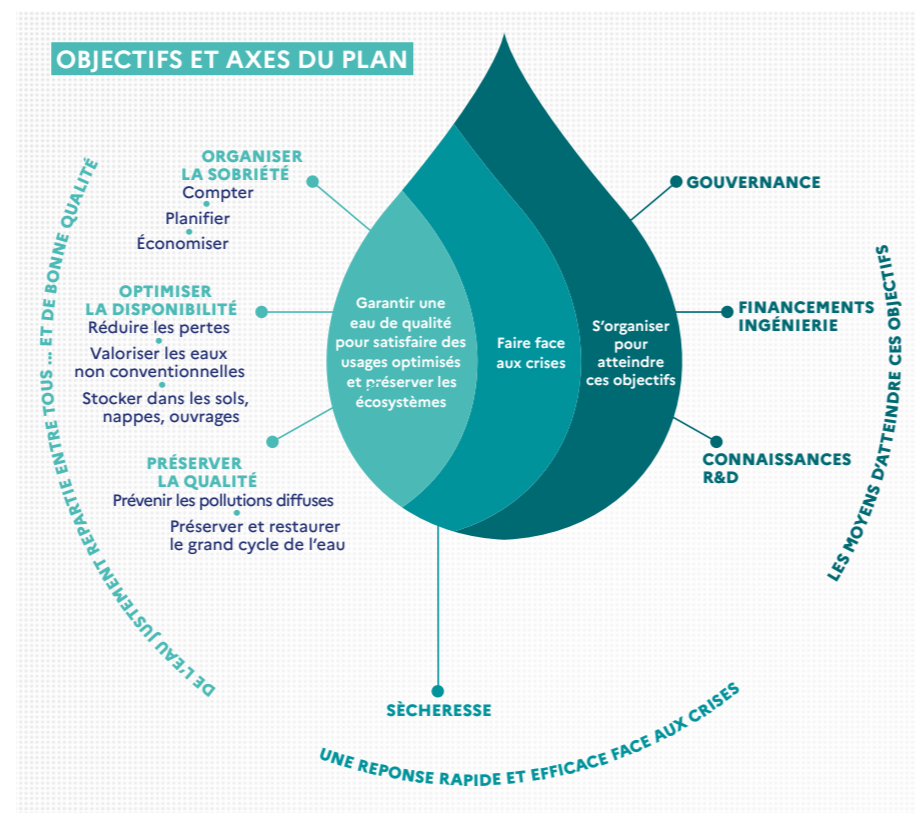 OBJECTIFS ET AXES DU PLAN
ORGANISER
LA SOBRIÉTÉ
Compter
Planifier
Économiser
OPTIMISER
LA DISPONIBILITÉ
Réduire les pertes
Valoriser les eaux
non conventionnelles
Stocker dans les sols,
nappes, ouvrages
PRÉSERVER
LA QUALITÉ
Prévenir les pollutions diffuses
Préserver et restaurer
le grand cycle de l'eau
DE L'EAU JUSTEMENT REPARTIE ENTRE TOUS ... ET DE BONNE QUALITÉ
Garantir une
eau de qualité
pour satisfaire des
usages optimisés
et préserver les
écosystèmes
Faire face
aux crises
S'organiser
pour
atteindre
ces objectifs
GOUVERNANCE
FINANCEMENTS
INGÉNIERIE
CONNAISSANCES
R&D
LES MOYENS D'ATTEINDRE CES OBJECTIFS
SÈCHERESSE
UNE REPONSE RAPIDE ET EFFICACE FACE AUX CRISES